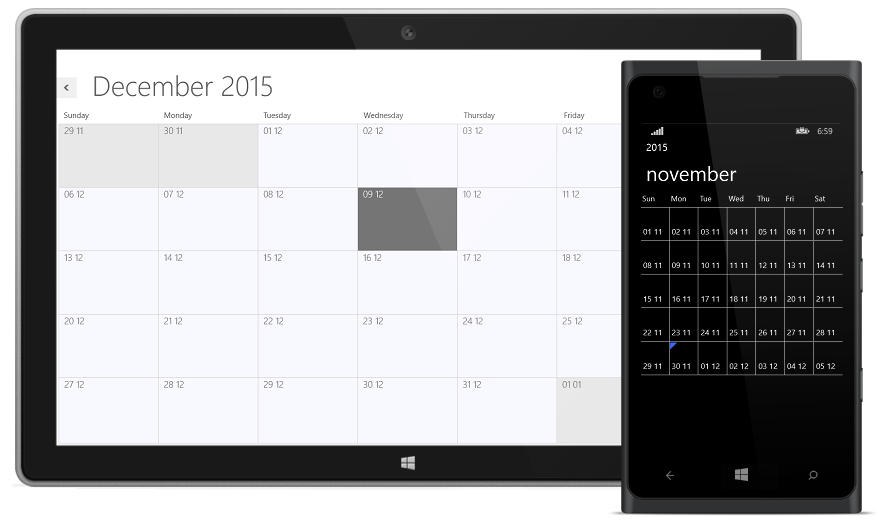 December 2015
Sunday Monday Tuesday Wednesday Thursday Friday
29 11 30 11 01 12 02 12 03 12 04 12
06 12 07 12 08 12 09 12 10 12 11 12
13 12 14 12 15 12 16 12 17 12 18 12
20 12 21 12 22 12 23 12 24 12 25 12
27 12 28 12 29 12 30 12 31 12 01 01
6:59
2015
november
Sun Mon Tue Wed Thu Fri Sat
01 11 02 11 03 11 04 11 05 11 06 11 07 11
08 11 09 11 10 11 11 11 12 11 13 11 14 11
15 11 16 11 17 11 18 11 19 11 20 11 21 11
22 11 23 11 24 11 25 11 26 11 27 11 28 11
29 11 30 11 01 12 02 12 03 12 04 12 05 12